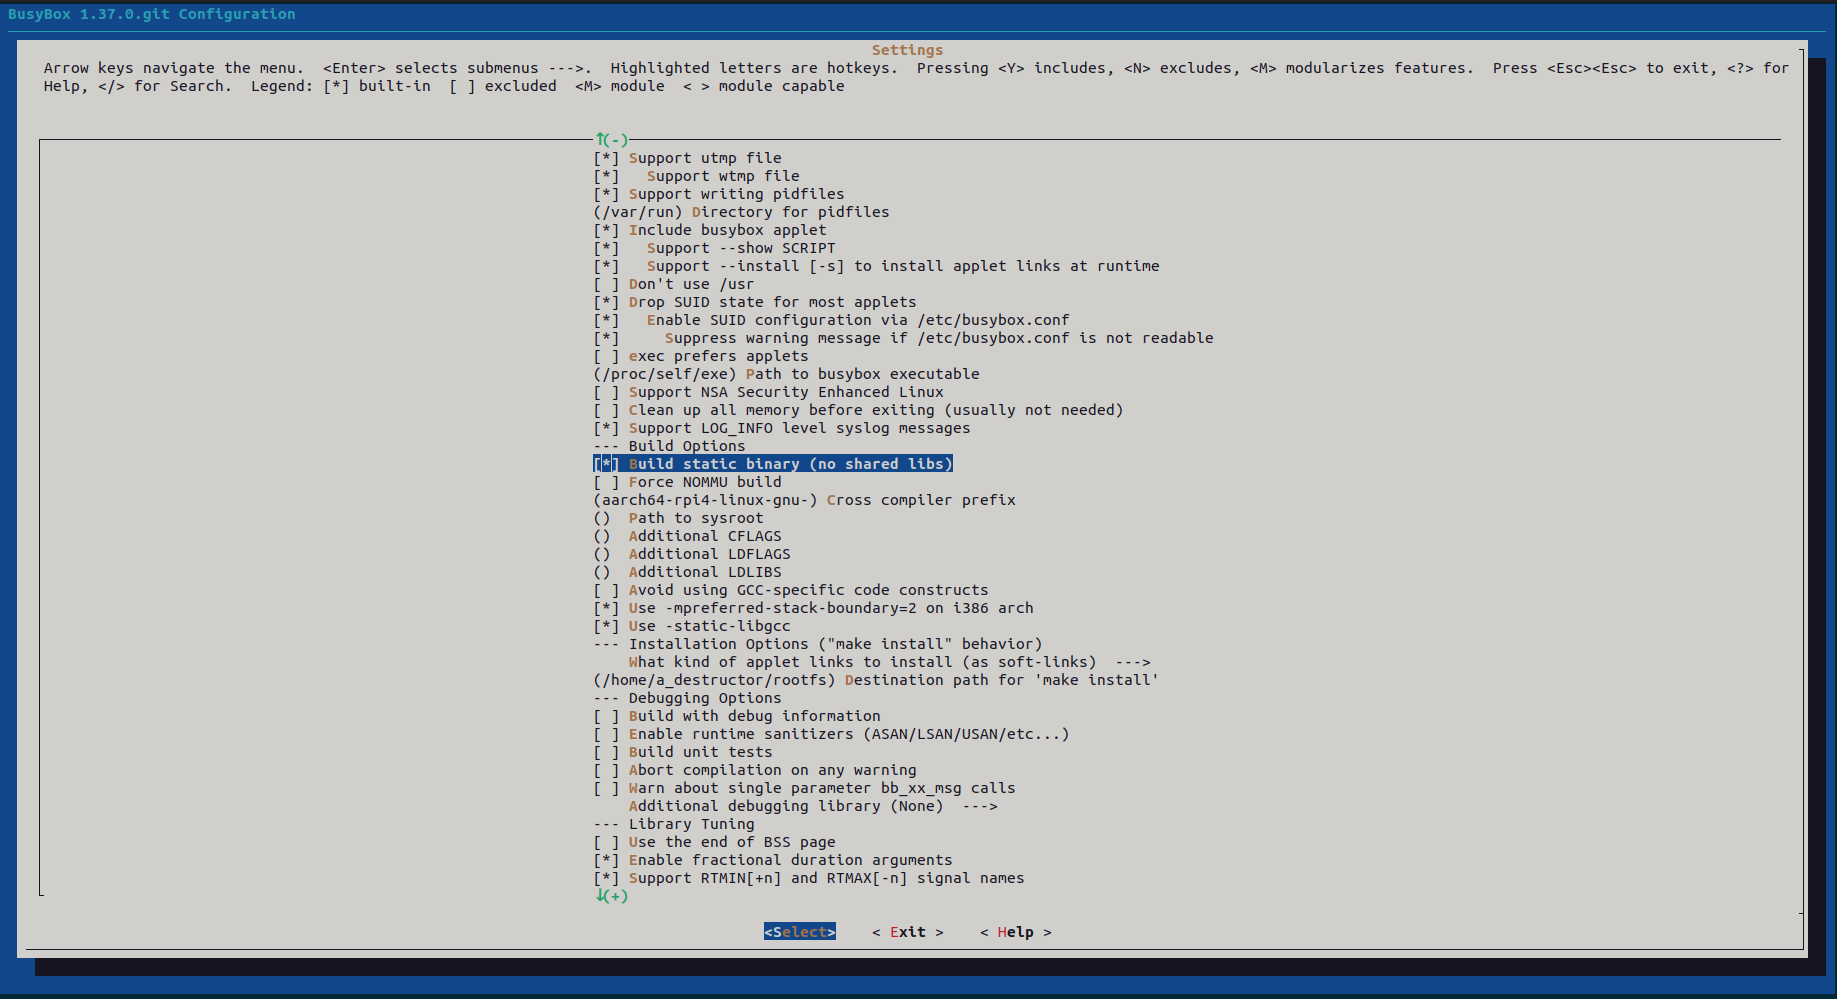 BusyBox 1.37.0.git Configuration
Settings
Arrow keys navigate the menu.  <Enter> selects submenus --->.  Highlighted letters are hotkeys.  Pressing <Y> includes, <N> excludes, <M> modularizes features.  Press <Esc><Esc> to exit, <?> for
Help, </> for Search.  Legend: [*] built-in  [ ] excluded  <M> module  < > module capable
↑(-)
[*] Support utmp file
[*]   Support wtmp file
[*] Support writing pidfiles
(/var/run) Directory for pidfiles
[*] Include busybox applet
[*]   Support --show SCRIPT
[*]   Support --install [-s] to install applet links at runtime
[ ] Don't use /usr
[*] Drop SUID state for most applets
[*]   Enable SUID configuration via /etc/busybox.conf
[*]     Suppress warning message if /etc/busybox.conf is not readable
[ ] exec prefers applets
(/proc/self/exe) Path to busybox executable
[ ] Support NSA Security Enhanced Linux
[ ] Clean up all memory before exiting (usually not needed)
[*] Support LOG_INFO level syslog messages
--- Build Options
[*] Build static binary (no shared libs)
[ ] Force NOMMU build
(aarch64-rpi4-linux-gnu-) Cross compiler prefix
()  Path to sysroot
()  Additional CFLAGS
()  Additional LDFLAGS
()  Additional LDLIBS
[ ] Avoid using GCC-specific code constructs
[*] Use -mpreferred-stack-boundary=2 on i386 arch
[*] Use -static-libgcc
--- Installation Options ("make install" behavior)
    What kind of applet links to install (as soft-links)  --->
(/home/a_destructor/rootfs) Destination path for 'make install'
--- Debugging Options
[ ] Build with debug information
[ ] Enable runtime sanitizers (ASAN/LSAN/USAN/etc...)
[ ] Build unit tests
[ ] Abort compilation on any warning
[ ] Warn about single parameter bb_xx_msg calls
    Additional debugging library (None)  --->
--- Library Tuning
[ ] Use the end of BSS page
[*] Enable fractional duration arguments
[*] Support RTMIN[+n] and RTMAX[-n] signal names
↓(+)
<Select>    < Exit >    < Help >